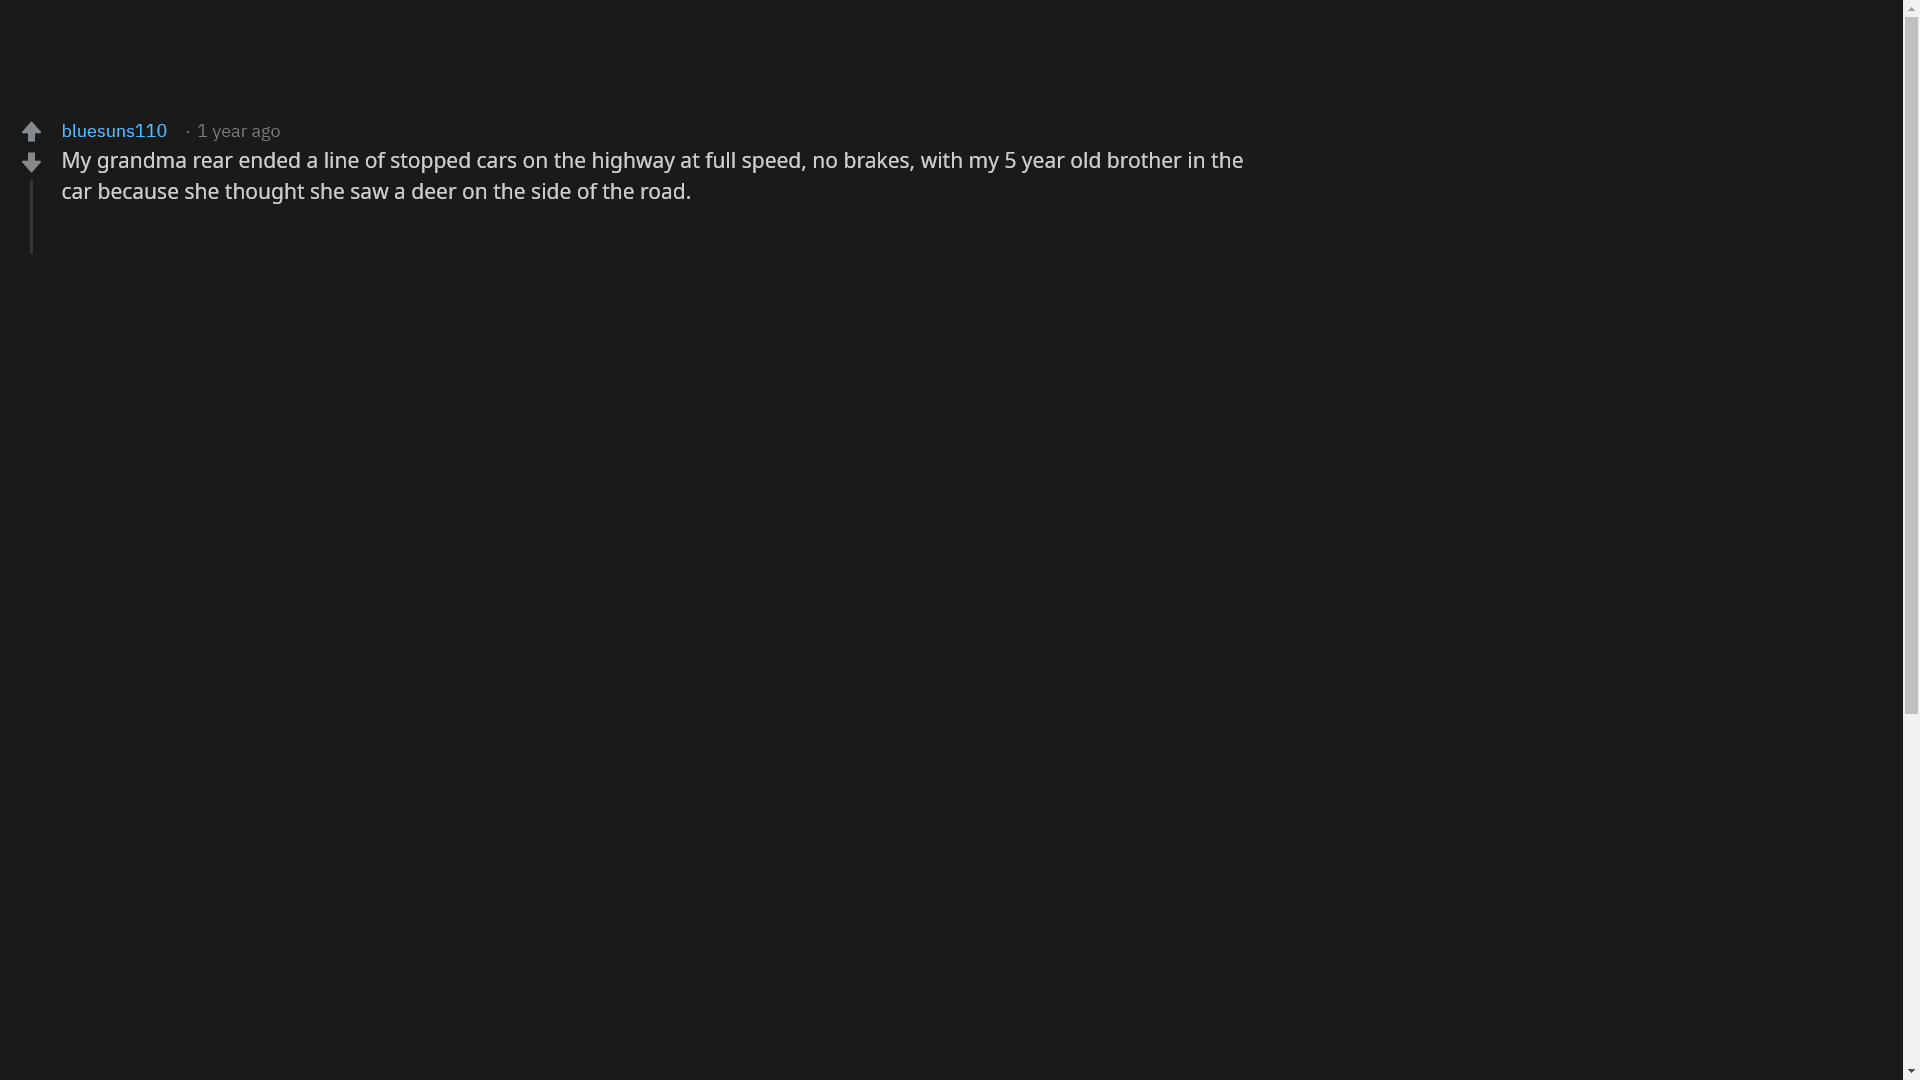 bluesuns110 · 1 year ago
My grandma rear ended a line of stopped cars on the highway at full speed, no brakes, with my 5 year old brother in the
car because she thought she saw a deer on the side of the road.